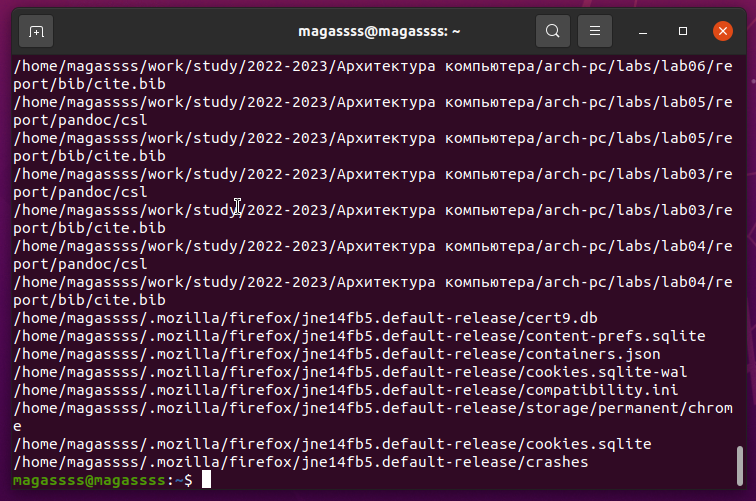 magassss@magassss: ~
/home/magassss/work/study/2022-2023/Архитектура компьютера/arch-pc/labs/lab06/re
port/bib/cite.bib
/home/magassss/work/study/2022-2023/Архитектура компьютера/arch-pc/labs/lab05/re
port/pandoc/csl
/home/magassss/work/study/2022-2023/Архитектура компьютера/arch-pc/labs/lab05/re
port/bib/cite.bib
/home/magassss/work/study/2022-2023/Архитектура компьютера/arch-pc/labs/lab03/re
port/pandoc/csl
/home/magassss/work/study/2022-2023/Архитектура компьютера/arch-pc/labs/lab03/re
port/bib/cite.bib
/home/magassss/work/study/2022-2023/Архитектура компьютера/arch-pc/labs/lab04/re
port/pandoc/csl
/home/magassss/work/study/2022-2023/Архитектура компьютера/arch-pc/labs/lab04/re
port/bib/cite.bib
/home/magassss/.mozilla/firefox/jne14fb5.default-release/cert9.db
/home/magassss/.mozilla/firefox/jne14fb5.default-release/content-prefs.sqlite
/home/magassss/.mozilla/firefox/jne14fb5.default-release/containers.json
/home/magassss/.mozilla/firefox/jne14fb5.default-release/cookies.sqlite-wal
/home/magassss/.mozilla/firefox/jne14fb5.default-release/compatibility.ini
/home/magassss/.mozilla/firefox/jne14fb5.default-release/storage/permanent/chrom
e
/home/magassss/.mozilla/firefox/jne14fb5.default-release/cookies.sqlite
/home/magassss/.mozilla/firefox/jne14fb5.default-release/crashes
magassss@magassss:~$